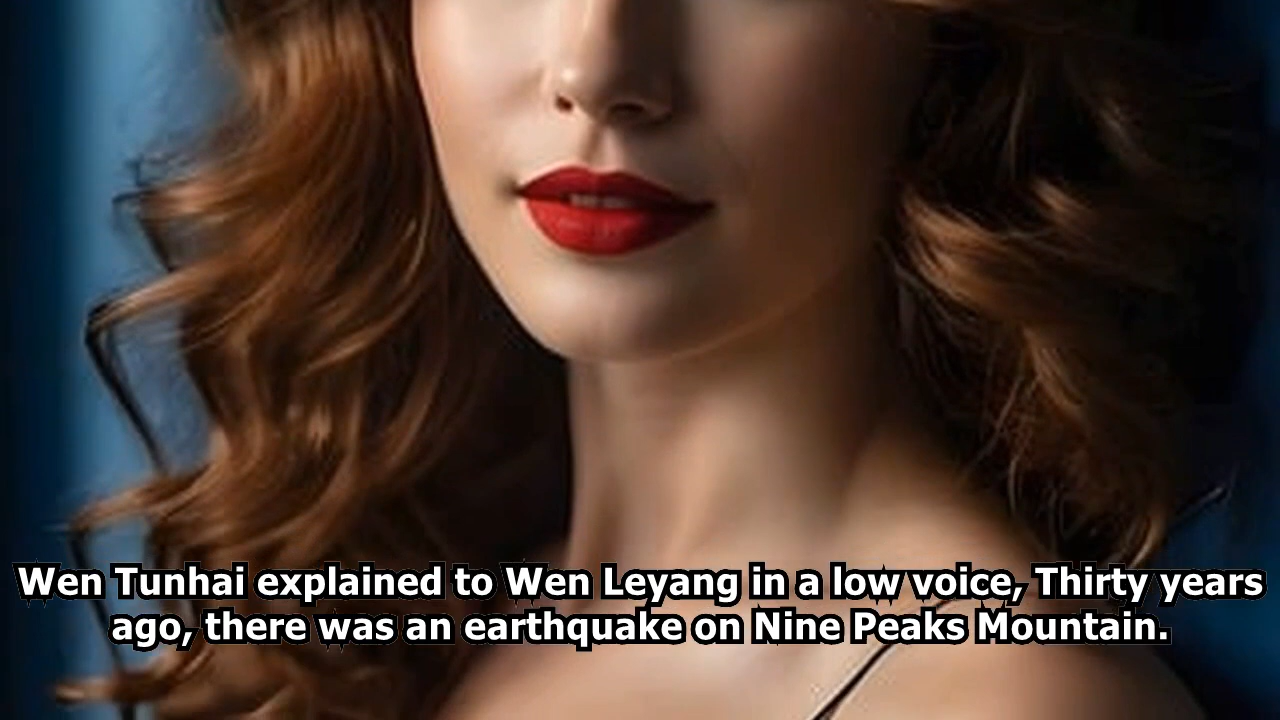 Wen Tunhai explained to Wen Leyang in a low voice, Thirty years
ago, there was an earthquake on Nine Peaks Mountain.